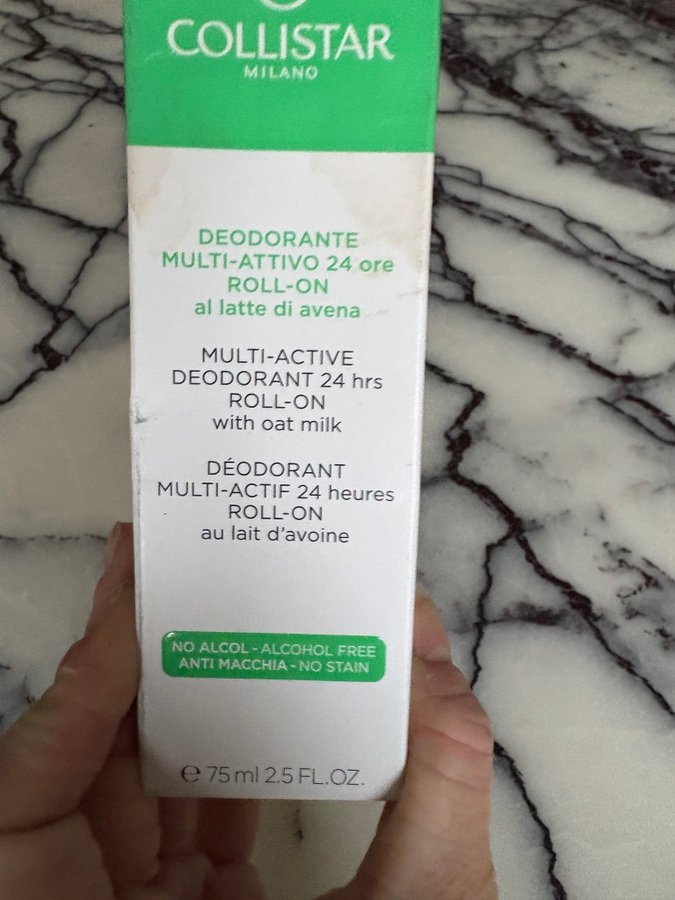 COLLISTAR
MILANO
DEODORANTE
MULTI-ATTIVO 24 ore
ROLL-ON
al latte di avena
MULTI-ACTIVE
DEODORANT 24 hrs
ROLL-ON
with oat milk
DÉODORANT
MULTI-ACTIF 24 heures
ROLL-ON
au lait d'avoine
NO ALCOL - ALCOHOL FREE
ANTI MACCHIA - NO STAIN
℮ 75 ml 2.5 FL.OZ.